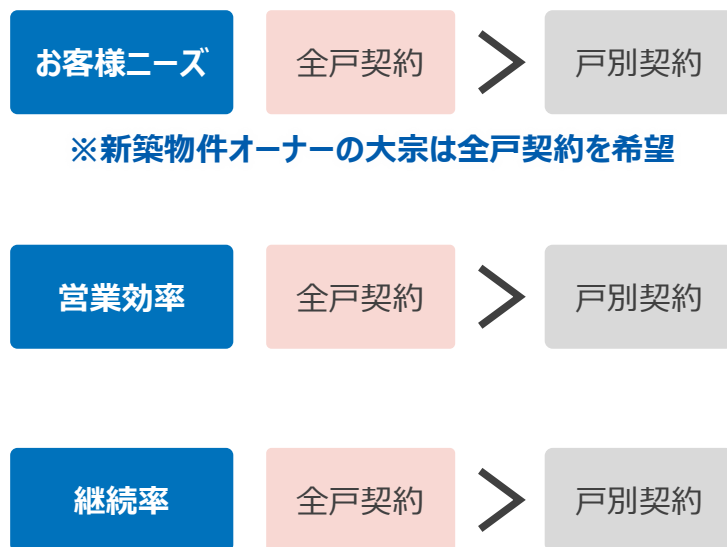 お客様ニーズ 全戸契約 > 戸別契約
※新築物件オーナーの大宗は全戸契約を希望
営業効率 全戸契約 > 戸別契約
継続率 全戸契約 > 戸別契約